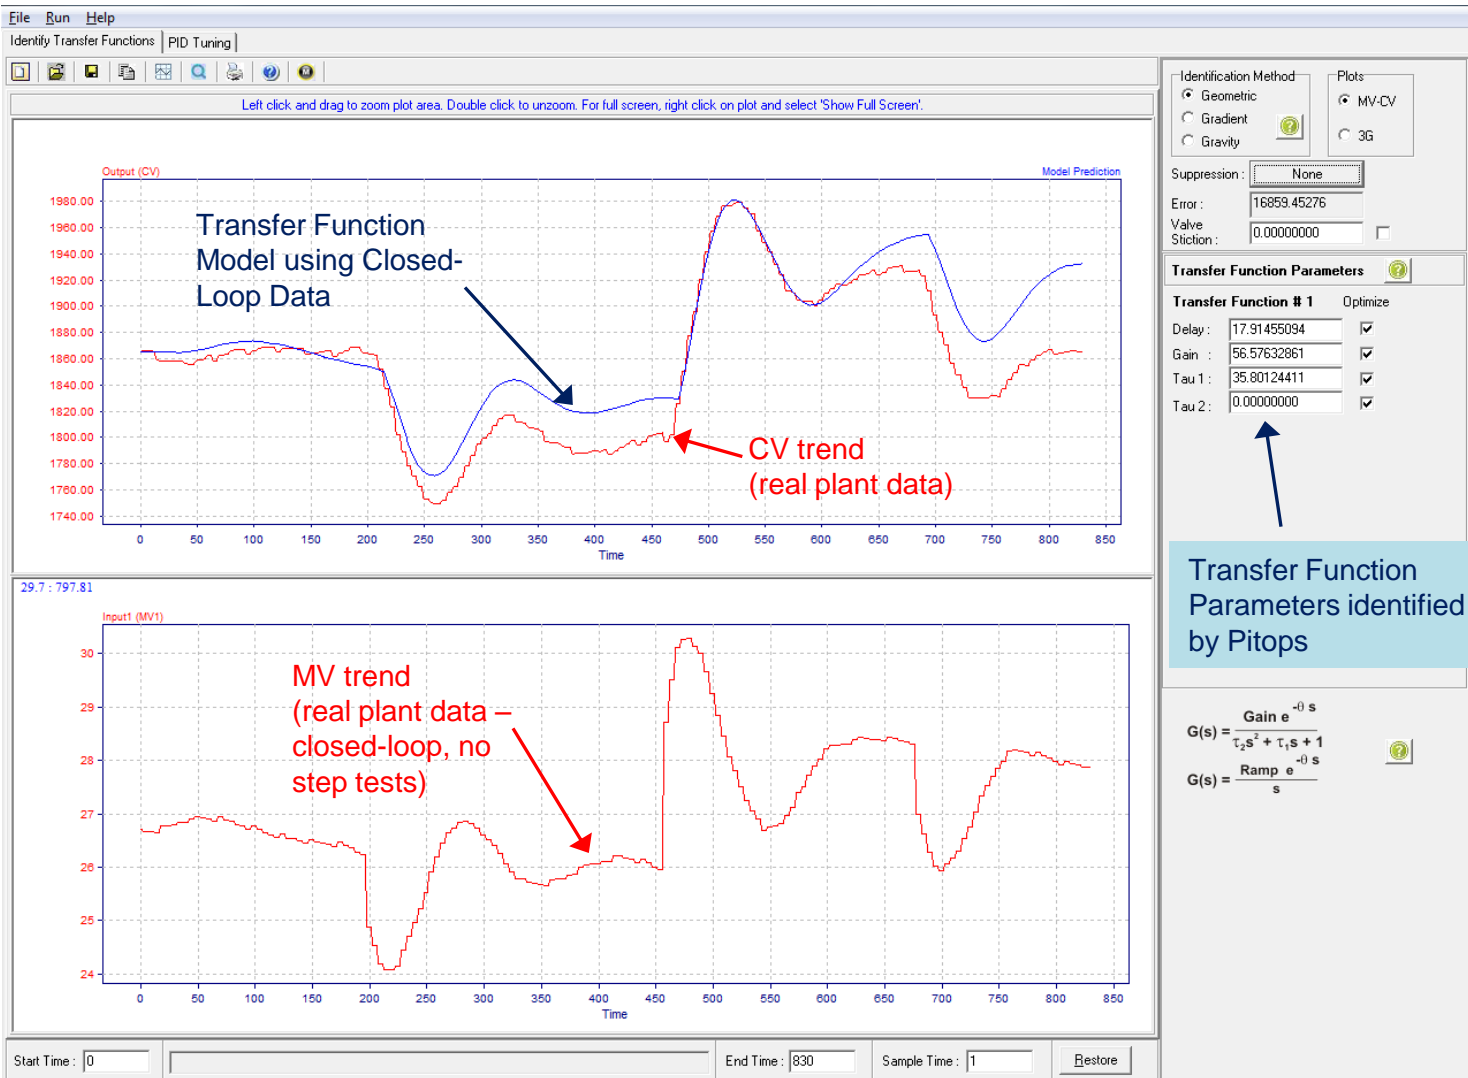 File Run Help
Identify Transfer Functions PID Tuning
Left click and drag to zoom plot area. Double click to unzoom. For full screen, right click on plot and select 'Show Full Screen'.
Output (CV)
Model Prediction
1980.00
1960.00
1940.00
1920.00
1900.00
1880.00
1860.00
1840.00
1820.00
1800.00
1780.00
1760.00
1740.00
Transfer Function
Model using Closed-
Loop Data
CV trend
(real plant data)
0 50 100 150 200 250 300 350 400 450 500 550 600 650 700 750 800 850
Time
29.7 : 797.81
Input1 (MV1)
30
29
28
27
26
25
24
MV trend
(real plant data –
closed-loop, no
step tests)
0 50 100 150 200 250 300 350 400 450 500 550 600 650 700 750 800 850
Time
Start Time : 0
End Time : 830
Sample Time : 1
Restore
Identification Method
Geometric
Gradient
Gravity
Plots
MV-CV
3G
Suppression : None
Error : 16859.45276
Valve
Stiction : 0.00000000
Transfer Function Parameters
Transfer Function # 1 Optimize
Delay : 17.91455094
Gain : 56.57632861
Tau 1 : 35.80124411
Tau 2 : 0.00000000
Transfer Function
Parameters identified
by Pitops
G(s) = Gain e^-θ s / τ₂s² + τ₁s + 1
G(s) = Ramp e^-θ s / s